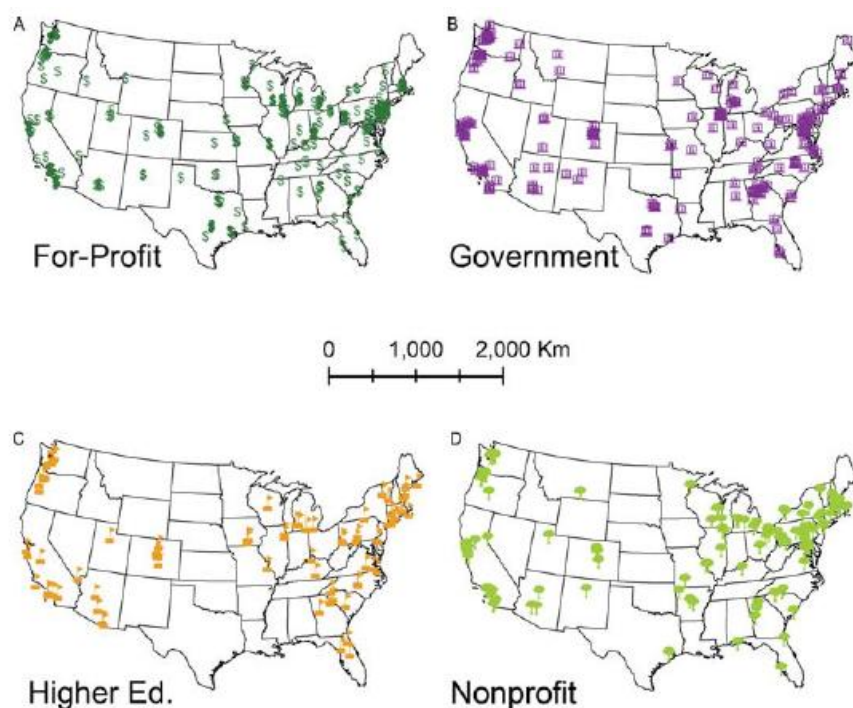 A
B
For-Profit
Government
0 1,000 2,000 Km
C
D
Higher Ed.
Nonprofit